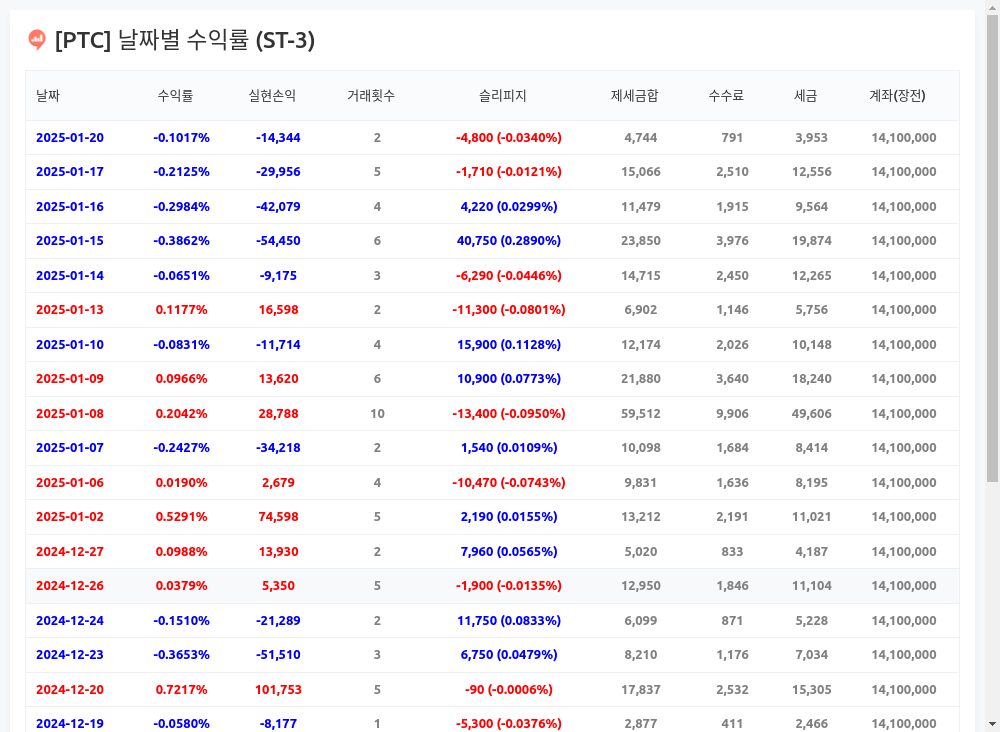 [PTC] 날짜별 수익률 (ST-3)
날짜 수익률 실현손익 거래횟수 슬리피지 제세금합 수수료 세금 계좌(장전)
2025-01-20 -0.1017% -14,344 2 -4,800 (-0.0340%) 4,744 791 3,953 14,100,000
2025-01-17 -0.2125% -29,956 5 -1,710 (-0.0121%) 15,066 2,510 12,556 14,100,000
2025-01-16 -0.2984% -42,079 4 4,220 (0.0299%) 11,479 1,915 9,564 14,100,000
2025-01-15 -0.3862% -54,450 6 40,750 (0.2890%) 23,850 3,976 19,874 14,100,000
2025-01-14 -0.0651% -9,175 3 -6,290 (-0.0446%) 14,715 2,450 12,265 14,100,000
2025-01-13 0.1177% 16,598 2 -11,300 (-0.0801%) 6,902 1,146 5,756 14,100,000
2025-01-10 -0.0831% -11,714 4 15,900 (0.1128%) 12,174 2,026 10,148 14,100,000
2025-01-09 0.0966% 13,620 6 10,900 (0.0773%) 21,880 3,640 18,240 14,100,000
2025-01-08 0.2042% 28,788 10 -13,400 (-0.0950%) 59,512 9,906 49,606 14,100,000
2025-01-07 -0.2427% -34,218 2 1,540 (0.0109%) 10,098 1,684 8,414 14,100,000
2025-01-06 0.0190% 2,679 4 -10,470 (-0.0743%) 9,831 1,636 8,195 14,100,000
2025-01-02 0.5291% 74,598 5 2,190 (0.0155%) 13,212 2,191 11,021 14,100,000
2024-12-27 0.0988% 13,930 2 7,960 (0.0565%) 5,020 833 4,187 14,100,000
2024-12-26 0.0379% 5,350 5 -1,900 (-0.0135%) 12,950 1,846 11,104 14,100,000
2024-12-24 -0.1510% -21,289 2 11,750 (0.0833%) 6,099 871 5,228 14,100,000
2024-12-23 -0.3653% -51,510 3 6,750 (0.0479%) 8,210 1,176 7,034 14,100,000
2024-12-20 0.7217% 101,753 5 -90 (-0.0006%) 17,837 2,532 15,305 14,100,000
2024-12-19 -0.0580% -8,177 1 -5,300 (-0.0376%) 2,877 411 2,466 14,100,000